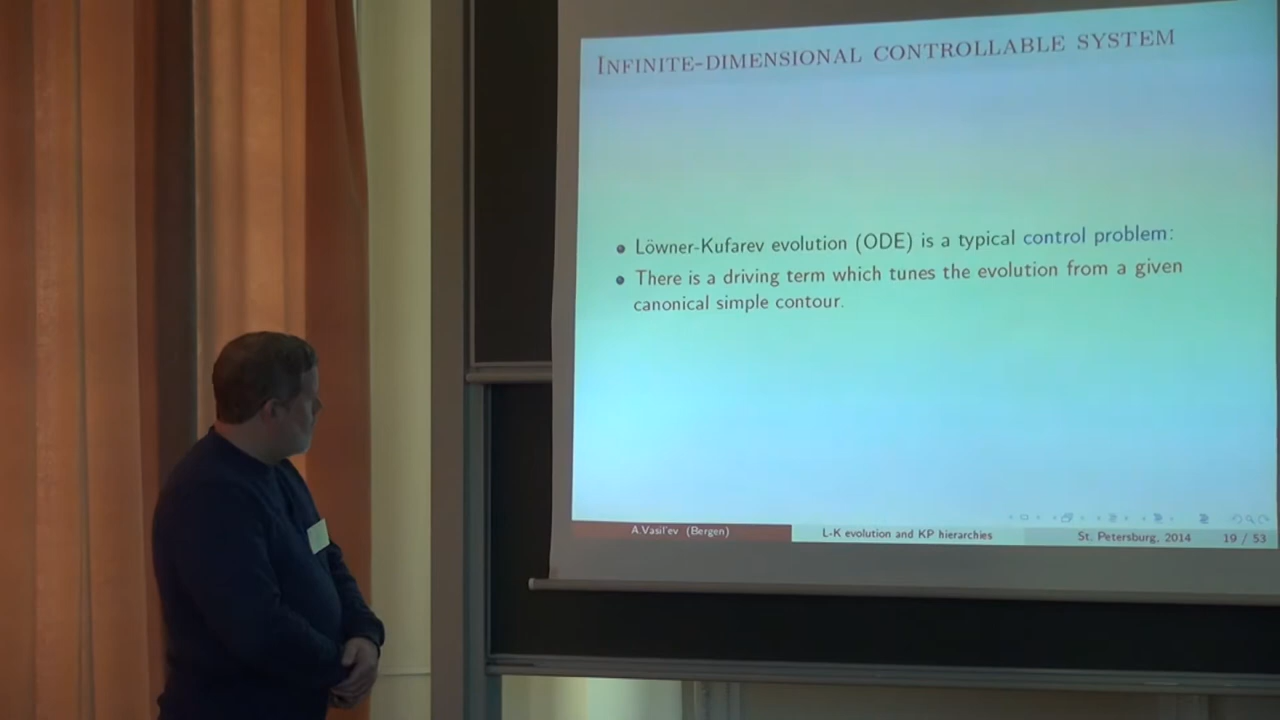 INFINITE-DIMENSIONAL CONTROLLABLE SYSTEM
Löwner-Kufarev evolution (ODE) is a typical control problem:
There is a driving term which tunes the evolution from a given
canonical simple contour.
A.Vasil'ev (Bergen)
L-K evolution and KP hierarchies
St. Petersburg, 2014
19 / 53